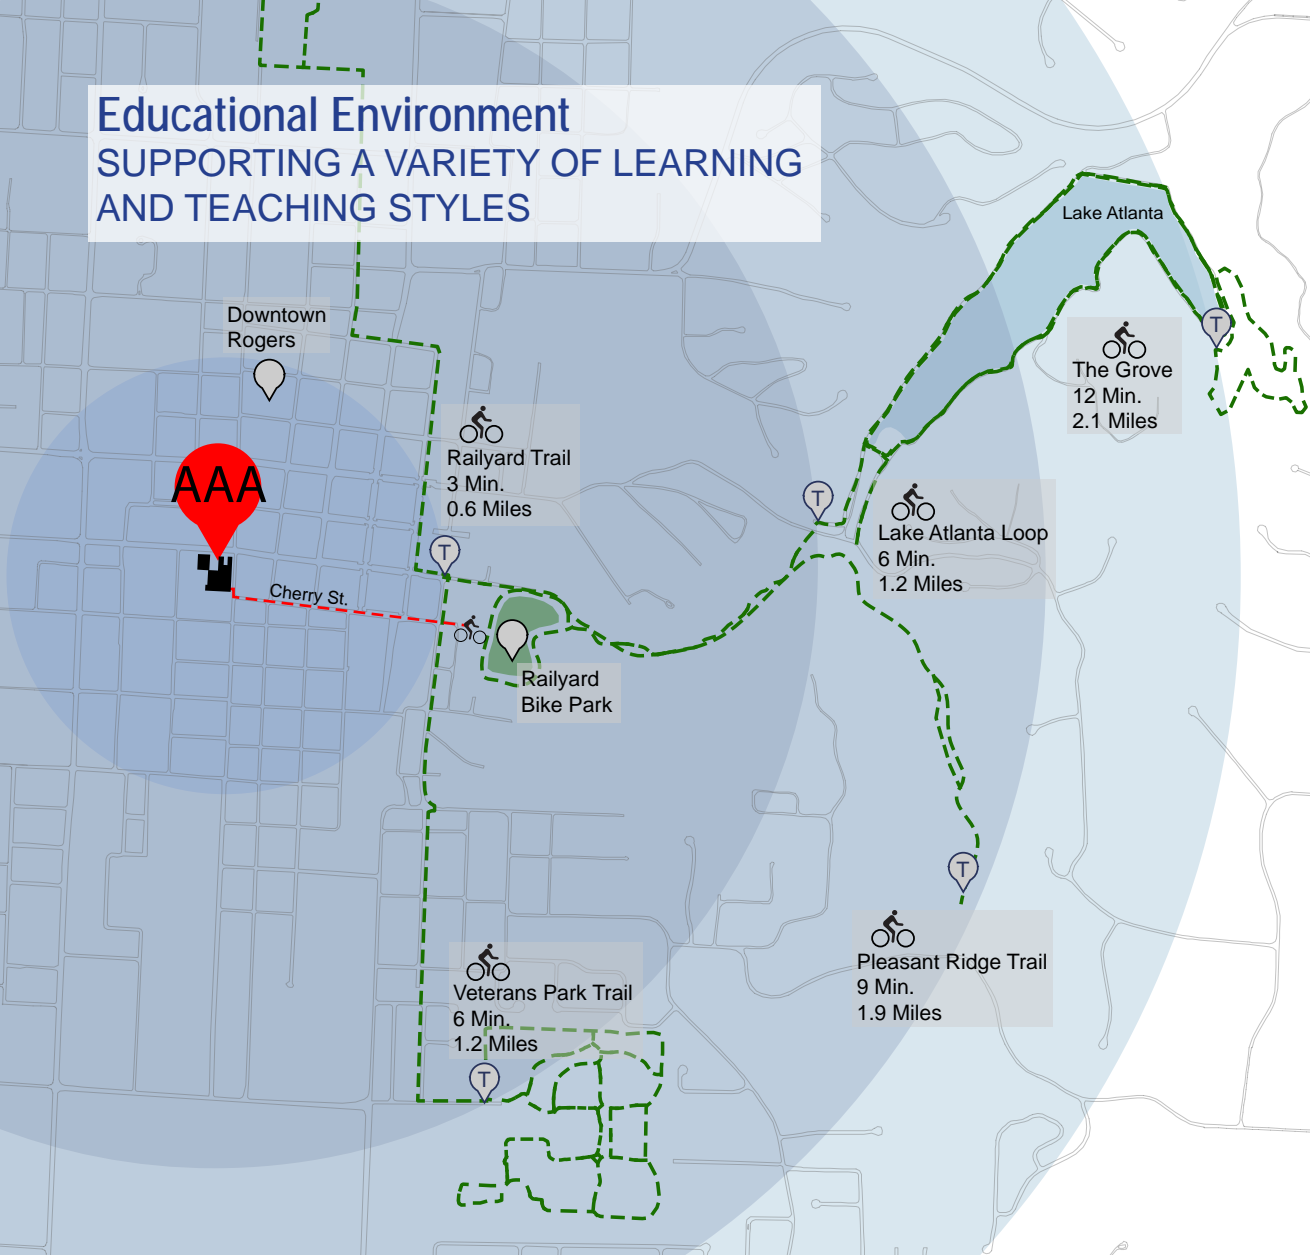 Educational Environment
SUPPORTING A VARIETY OF LEARNING
AND TEACHING STYLES
Lake Atlanta
Downtown
Rogers
T
The Grove
12 Min.
2.1 Miles
Railyard Trail
3 Min.
0.6 Miles
AAA
T
Lake Atlanta Loop
6 Min.
1.2 Miles
T
Cherry St.
Railyard
Bike Park
T
Pleasant Ridge Trail
9 Min.
1.9 Miles
Veterans Park Trail
6 Min.
1.2 Miles
T